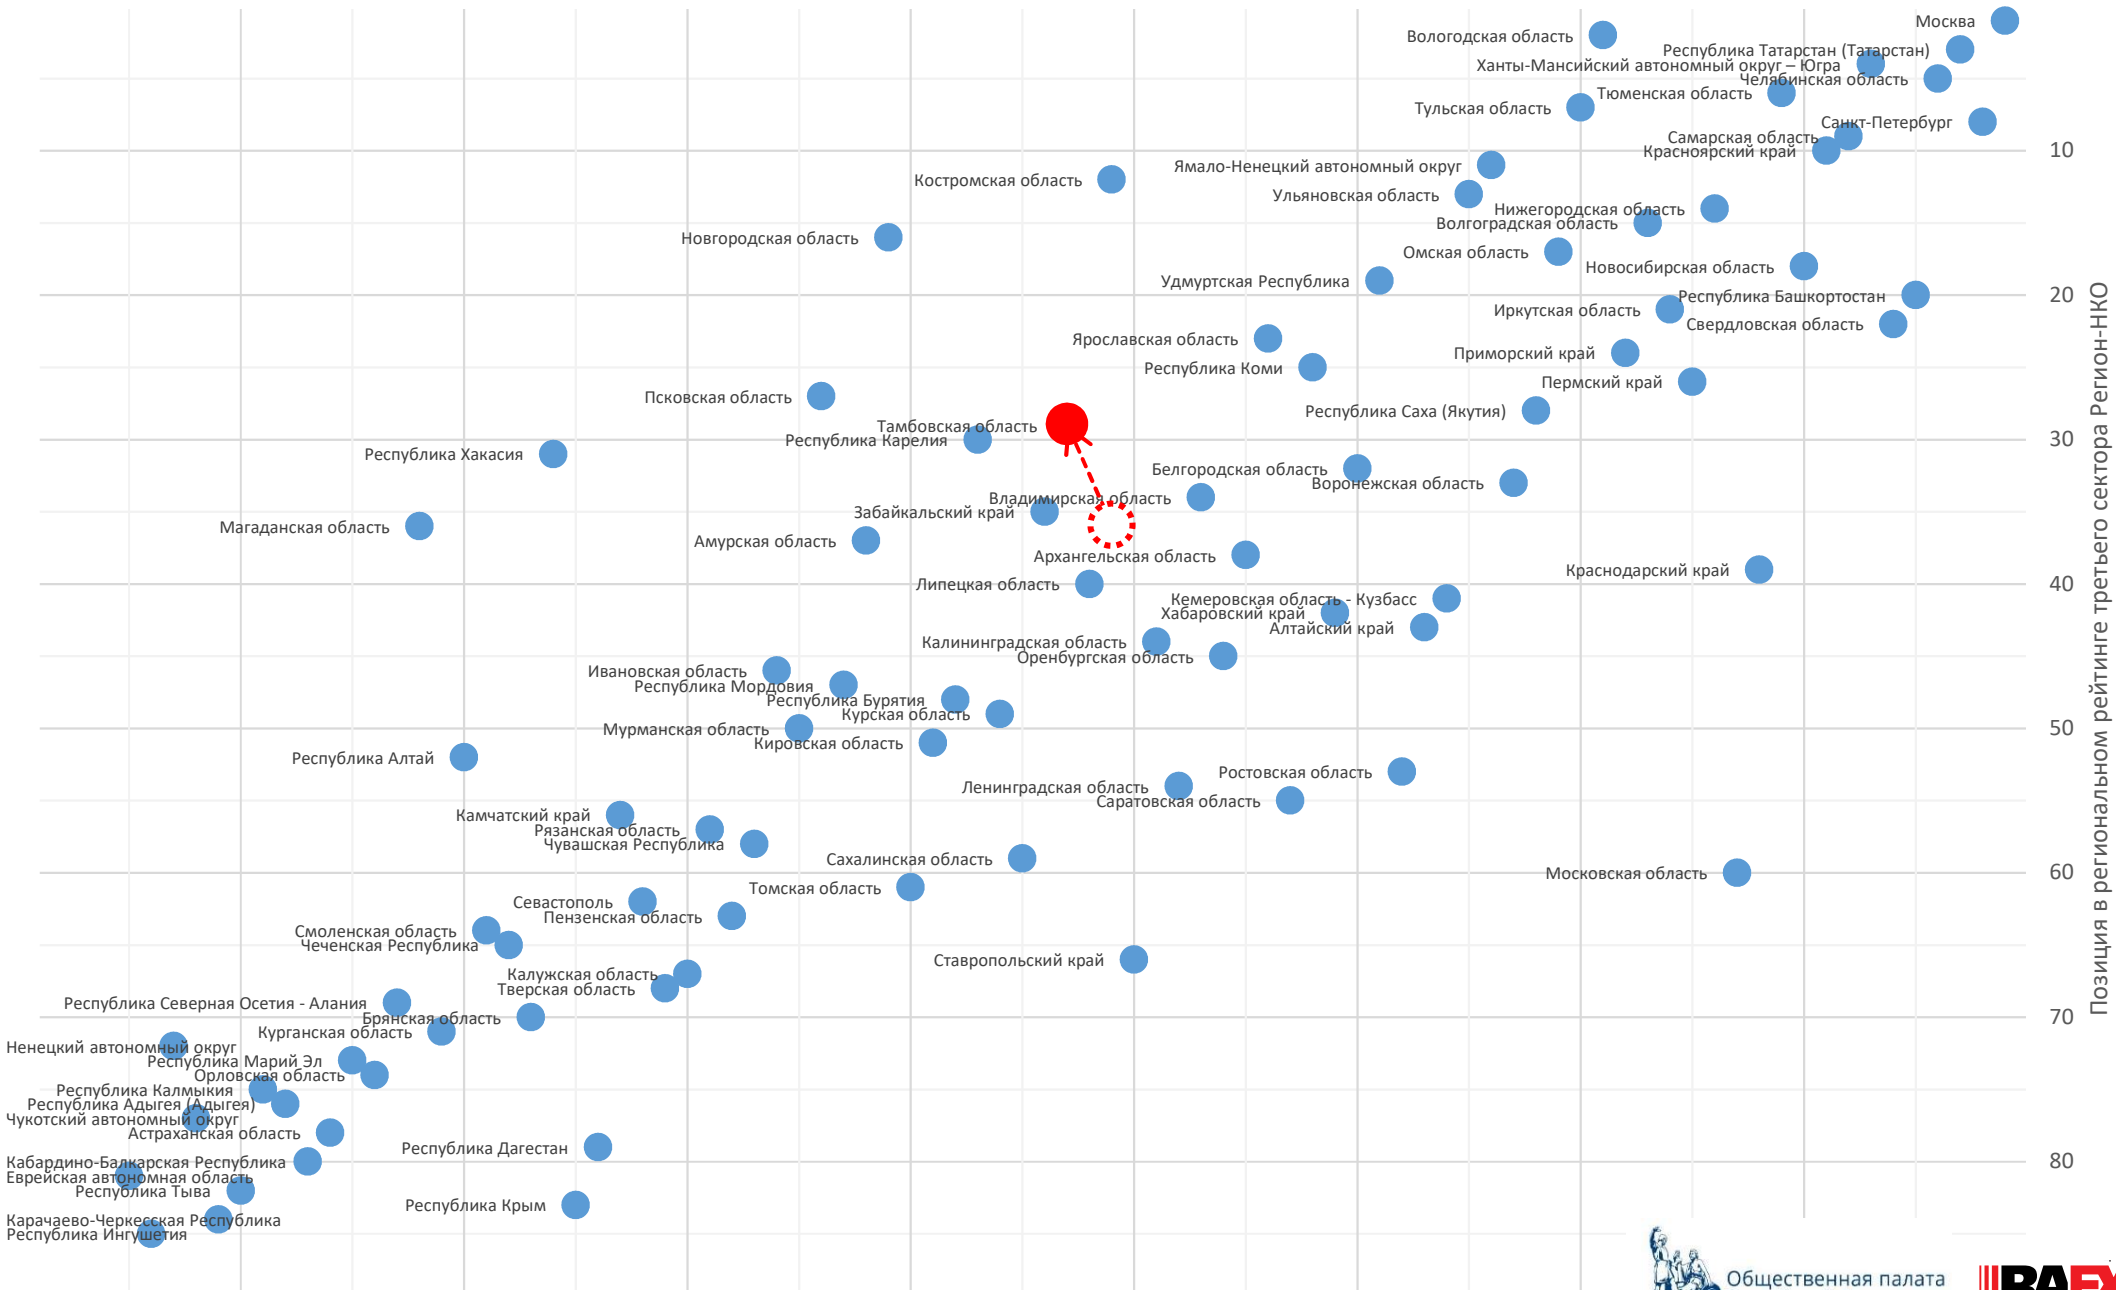 Москва
Вологодская область
Республика Татарстан (Татарстан)
Ханты-Мансийский автономный округ – Югра
Челябинская область
Тюменская область
Тульская область
Санкт-Петербург
Самарская область
Красноярский край
10
Ямало-Ненецкий автономный округ
Костромская область
Ульяновская область
Нижегородская область
Волгоградская область
Новгородская область
Омская область
Новосибирская область
Удмуртская Республика
Республика Башкортостан
20
Иркутская область
Свердловская область
Ярославская область
Приморский край
Республика Коми
Пермский край
Псковская область
Республика Саха (Якутия)
Тамбовская область
Республика Карелия
30
Республика Хакасия
Белгородская область
Воронежская область
Владимирская область
Забайкальский край
Магаданская область
Амурская область
Архангельская область
Краснодарский край
Липецкая область
40
Кемеровская область - Кузбасс
Хабаровский край
Алтайский край
Калининградская область
Оренбургская область
Ивановская область
Республика Мордовия
Республика Бурятия
Курская область
Мурманская область
50
Кировская область
Республика Алтай
Ростовская область
Ленинградская область
Саратовская область
Камчатский край
Рязанская область
Чувашская Республика
Сахалинская область
Московская область
60
Томская область
Севастополь
Пензенская область
Смоленская область
Чеченская Республика
Ставропольский край
Калужская область
Тверская область
Республика Северная Осетия - Алания
Брянская область
70
Курганская область
Ненецкий автономный округ
Республика Марий Эл
Орловская область
Республика Калмыкия
Республика Адыгея (Адыгея)
Чукотский автономный округ
Астраханская область
Республика Дагестан
Кабардино-Балкарская Республика
80
Еврейская автономная область
Республика Тыва
Республика Крым
Карачаево-Черкесская Республика
Республика Ингушетия
Позиция в региональном рейтинге третьего сектора Регион-НКО
Общественная палата